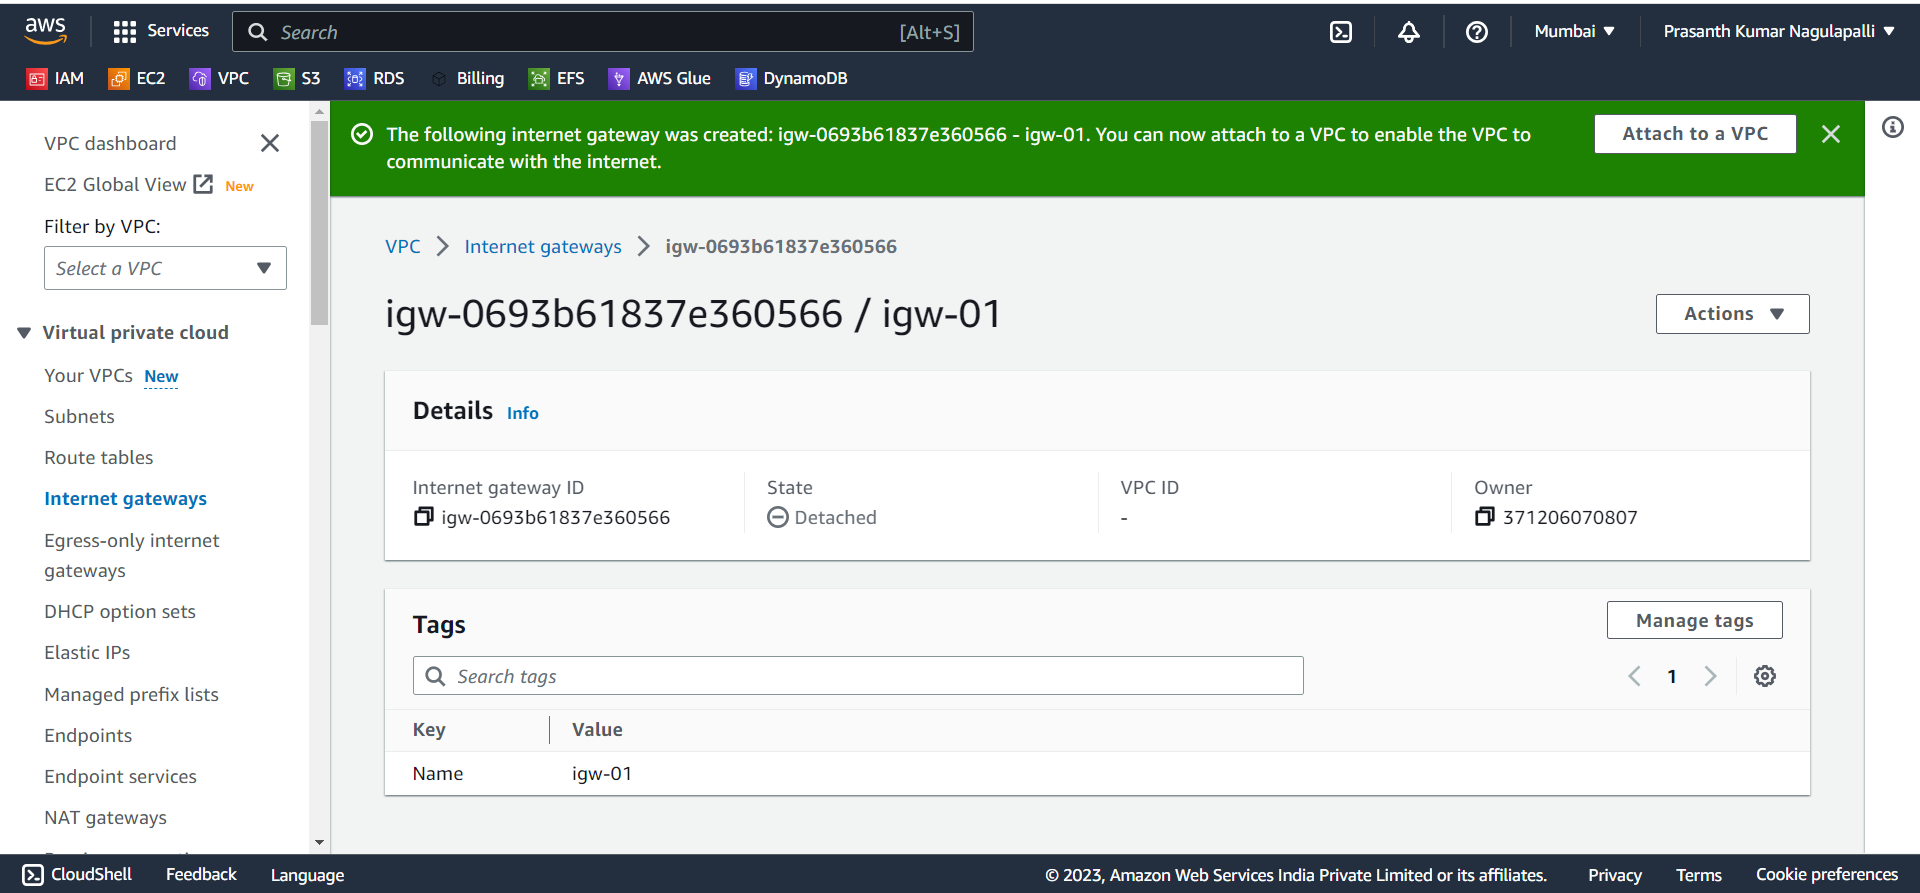 aws
Services
Search
[Alt+S]
Mumbai
Prasanth Kumar Nagulapalli
IAM
EC2
VPC
S3
RDS
Billing
EFS
AWS Glue
DynamoDB
VPC dashboard
EC2 Global View New
Filter by VPC:
Select a VPC
Virtual private cloud
Your VPCs New
Subnets
Route tables
Internet gateways
Egress-only internet
gateways
DHCP option sets
Elastic IPs
Managed prefix lists
Endpoints
Endpoint services
NAT gateways
The following internet gateway was created: igw-0693b61837e360566 - igw-01. You can now attach to a VPC to enable the VPC to
communicate with the internet.
Attach to a VPC
VPC
Internet gateways
igw-0693b61837e360566
igw-0693b61837e360566 / igw-01
Actions
Details Info
Internet gateway ID
igw-0693b61837e360566
State
Detached
VPC ID
-
Owner
371206070807
Tags
Manage tags
Search tags
1
Key
Value
Name
igw-01
CloudShell
Feedback
Language
© 2023, Amazon Web Services India Private Limited or its affiliates.
Privacy
Terms
Cookie preferences